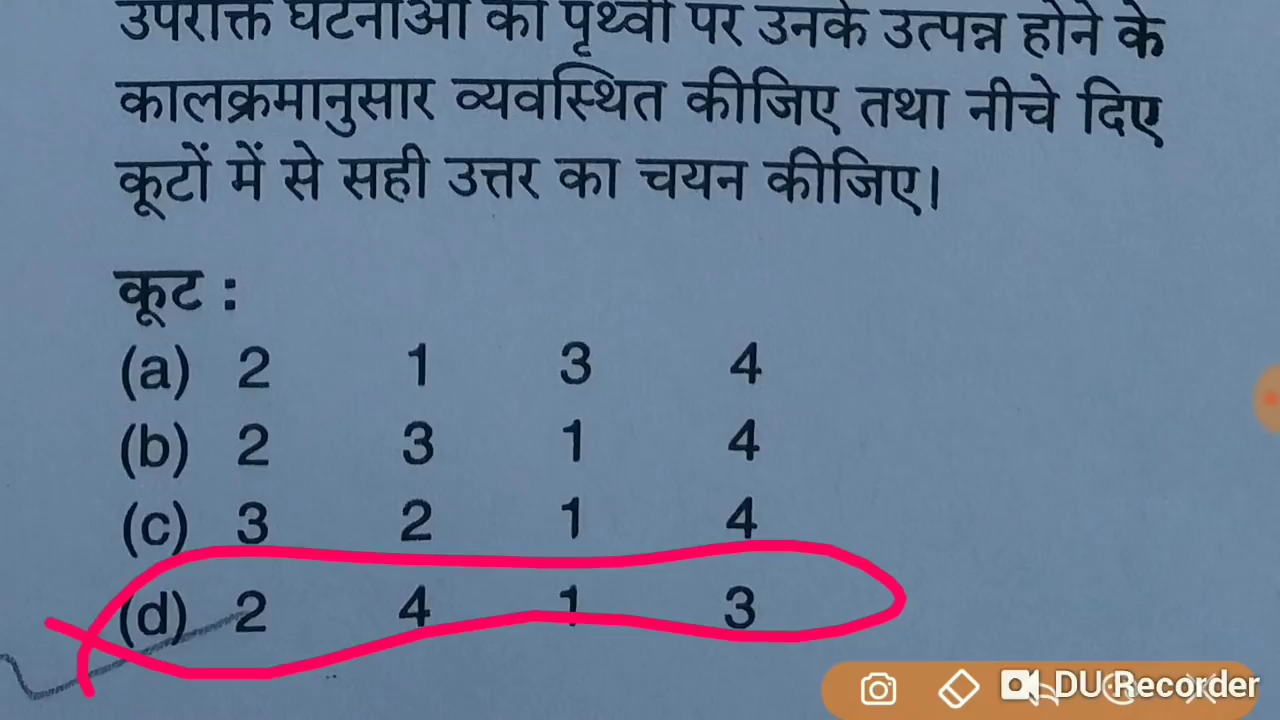 उपरोक्त घटनाओं को पृथ्वी पर उनके उत्पन्न होने के
कालक्रमानुसार व्यवस्थित कीजिए तथा नीचे दिए
कूटों में से सही उत्तर का चयन कीजिए।
कूट :
(a) 2 1 3 4
(b) 2 3 1 4
(c) 3 2 1 4
(d) 2 4 1 3
DU Recorder